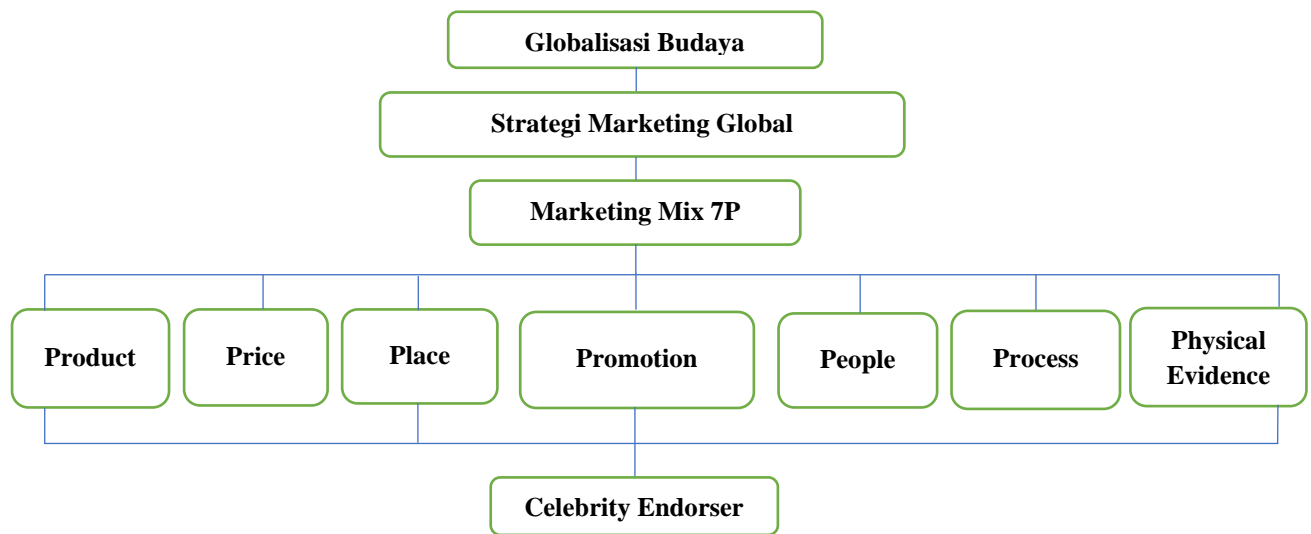 Globalisasi Budaya
Strategi Marketing Global
Marketing Mix 7P
Product
Price
Place
Promotion
People
Process
Physical
Evidence
Celebrity Endorser